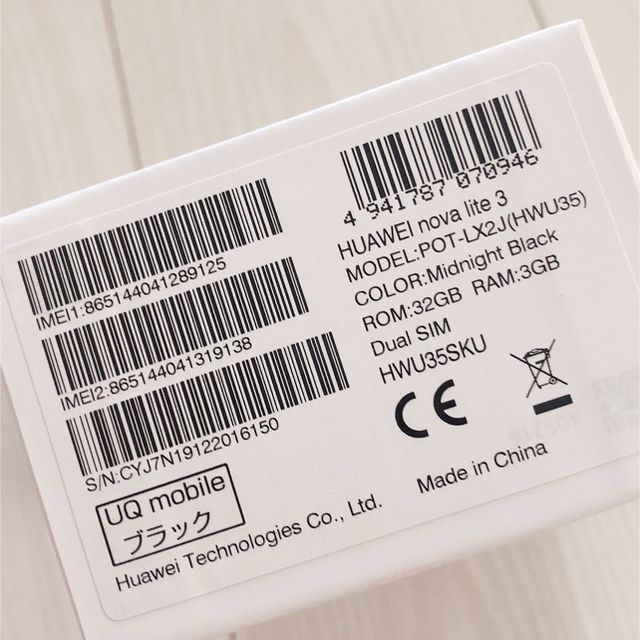 4 941787 070946
HUAWEI nova lite 3
MODEL:POT-LX2J(HWU35)
COLOR:Midnight Black
ROM:32GB RAM:3GB
Dual SIM
HWU35SKU
IMEI1:865144041289125
IMEI2:865144041319138
S/N:CYJ7N19122016150
UQ mobile
ブラック
CE
Huawei Technologies Co., Ltd.
Made in China